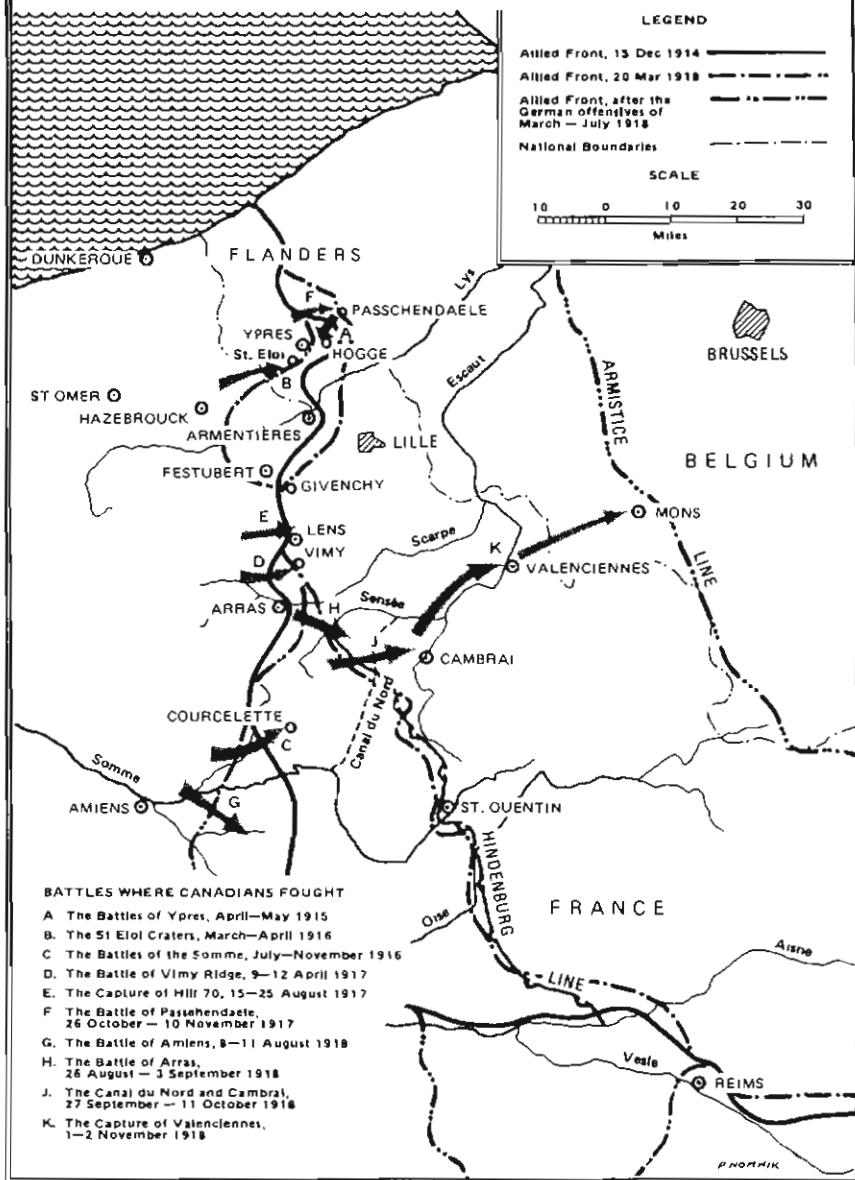 LEGEND
Allied Front, 15 Dec 1914
Allied Front, 20 Mar 1918
Allied Front, after the
German offensives of
March — July 1918
National Boundaries
SCALE
10 0 10 20 30
Miles
DUNKERQUE
FLANDERS
Lys
F
PASSCHENDAELE
A
YPRES
HOGGE
St. Eloi
B
BRUSSELS
Escaut
ST OMER
HAZEBROUCK
ARMENTIÈRES
ARMISTICE
LILLE
BELGIUM
FESTUBERT
GIVENCHY
E
LENS
Scarpe
MONS
VIMY
K
D
VALENCIENNES
LINE
ARRAS
H
Sensée
J
CAMBRAI
Canal du Nord
COURCELETTE
C
Somme
G
AMIENS
ST. QUENTIN
HINDENBURG
FRANCE
Oise
Aisne
LINE
Vesle
REIMS
BATTLES WHERE CANADIANS FOUGHT
A The Battles of Ypres, April—May 1915
B. The St Eloi Craters, March—April 1916
C The Battles of the Somme, July—November 1916
D. The Battle of Vimy Ridge, 9—12 April 1917
E. The Capture of Hill 70, 15—25 August 1917
F The Battle of Passchendaele,
26 October — 10 November 1917
G. The Battle of Amiens, 8—11 August 1918
H. The Battle of Arras,
26 August — 3 September 1918
J. The Canal du Nord and Cambrai,
27 September — 11 October 1918
K. The Capture of Valenciennes,
1—2 November 1918